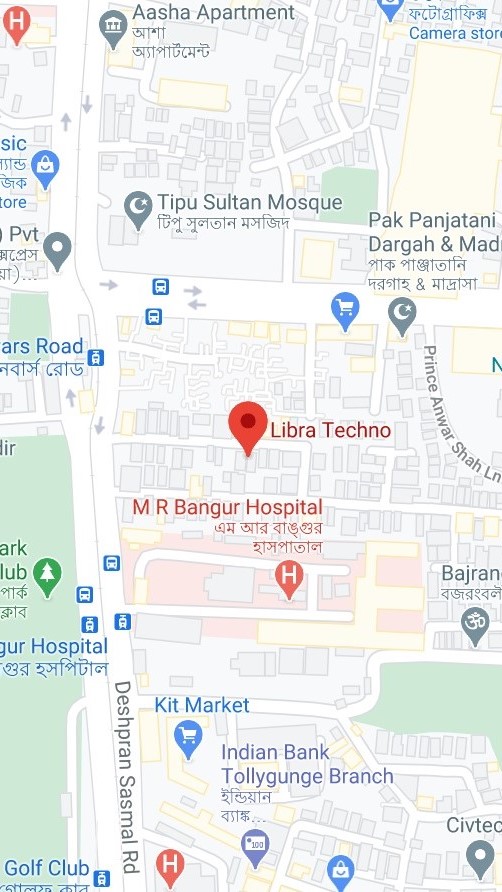 Aasha Apartment
আশা
অ্যাপার্টমেন্ট
ফটোগ্রাফিক্স
Camera store
sic
্যান্ড
জিক
tore
Tipu Sultan Mosque
টিপু সুলতান মসজিদ
) Pvt
ক্সপ্রেস
য়া)...
Pak Panjatani
Dargah & Madr
পাক পাঞ্জাতানি
দরগাহ & মাদ্রাসা
ars Road
নবার্স রোড
N
Prince Anwar Shah Ln
Libra Techno
dir
M R Bangur Hospital
এম আর বাঙ্গুর
হাসপাতাল
H
ark
lub
পার্ক
ক্লাব
Bajran
বজরংবল
gur Hospital
গুর হসপিটাল
Deshpran Sasmal Rd
Kit Market
Indian Bank
Tollygunge Branch
ইন্ডিয়ান
ব্যাঙ্ক...
100
Civtec
H
Golf Club
গোলফ ক্লাব